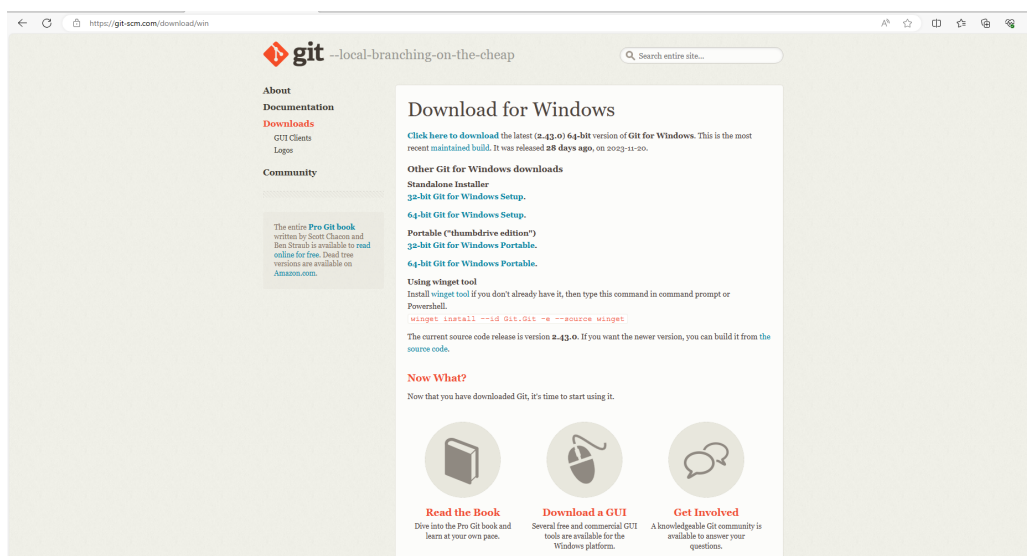 https://git-scm.com/download/win
git --local-branching-on-the-cheap
Search entire site...
About
Documentation
Downloads
GUI Clients
Logos
Community
The entire Pro Git book
written by Scott Chacon and
Ben Straub is available to read
online for free. Dead tree
versions are available on
Amazon.com.
Download for Windows
Click here to download the latest (2.43.0) 64-bit version of Git for Windows. This is the most
recent maintained build. It was released 28 days ago, on 2023-11-20.
Other Git for Windows downloads
Standalone Installer
32-bit Git for Windows Setup.
64-bit Git for Windows Setup.
Portable ("thumbdrive edition")
32-bit Git for Windows Portable.
64-bit Git for Windows Portable.
Using winget tool
Install winget tool if you don't already have it, then type this command in command prompt or
Powershell.
winget install --id Git.Git -e --source winget
The current source code release is version 2.43.0. If you want the newer version, you can build it from the
source code.
Now What?
Now that you have downloaded Git, it's time to start using it.
Read the Book
Dive into the Pro Git book and
learn at your own pace.
Download a GUI
Several free and commercial GUI
tools are available for the
Windows platform.
Get Involved
A knowledgeable Git community is
available to answer your
questions.